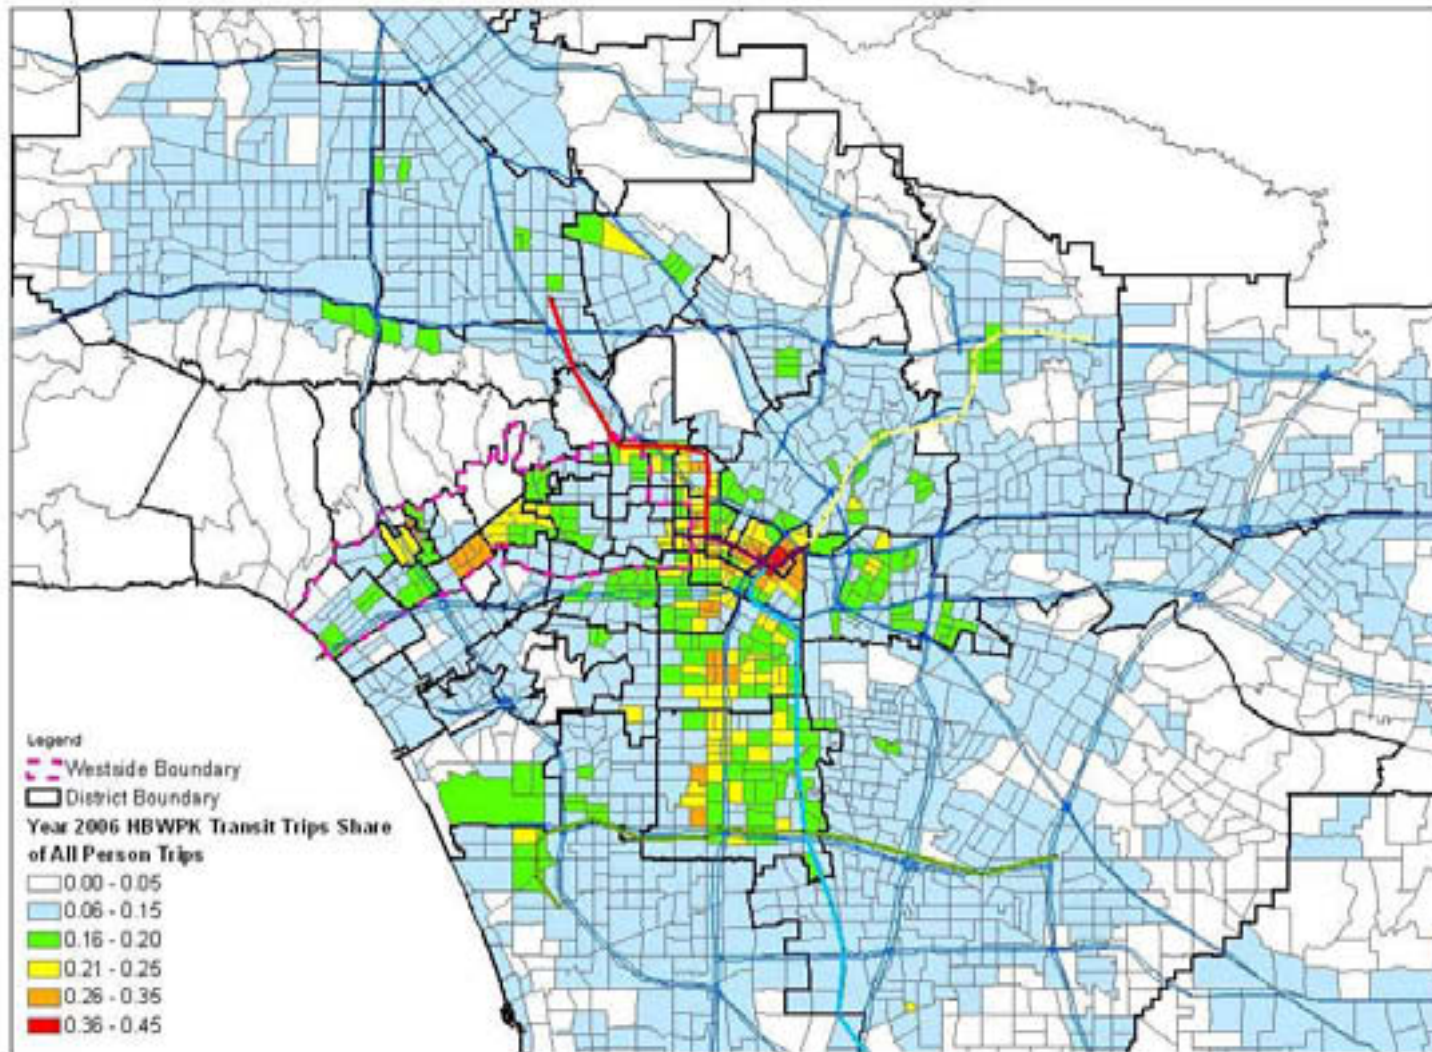 Legend
Westside Boundary
District Boundary
Year 2006 HBWPK Transit Trips Share
of All Person Trips
0.00 - 0.05
0.06 - 0.15
0.16 - 0.20
0.21 - 0.25
0.26 - 0.35
0.36 - 0.45